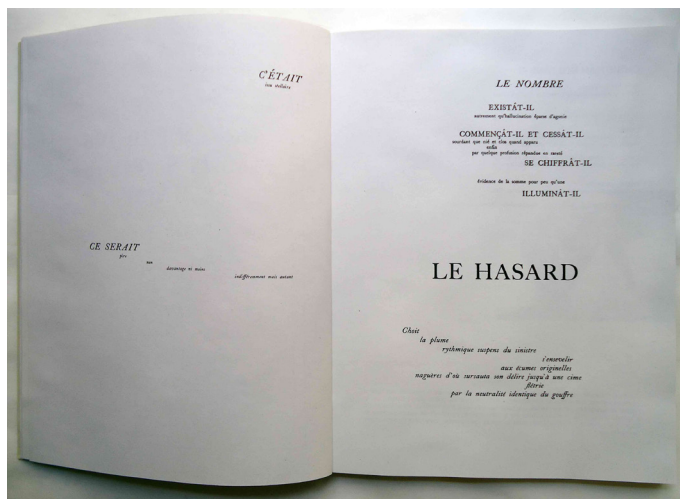 C'ÉTAIT
issu stellaire
CE SERAIT
pire
non
davantage ni moins
indifféremment mais autant
LE NOMBRE
EXISTÂT-IL
autrement qu'hallucination éparse d'agonie
COMMENÇÂT-IL ET CESSÂT-IL
sourdant que nié et clos quand apparu
enfin
par quelque profusion répandue en rareté
SE CHIFFRÂT-IL
évidence de la somme pour peu qu'une
ILLUMINÂT-IL
LE HASARD
Choit
la plume
rythmique suspens du sinistre
s'ensevelir
aux écumes originelles
naguères d'où sursauta son délire jusqu'à une cime
flétrie
par la neutralité identique du gouffre